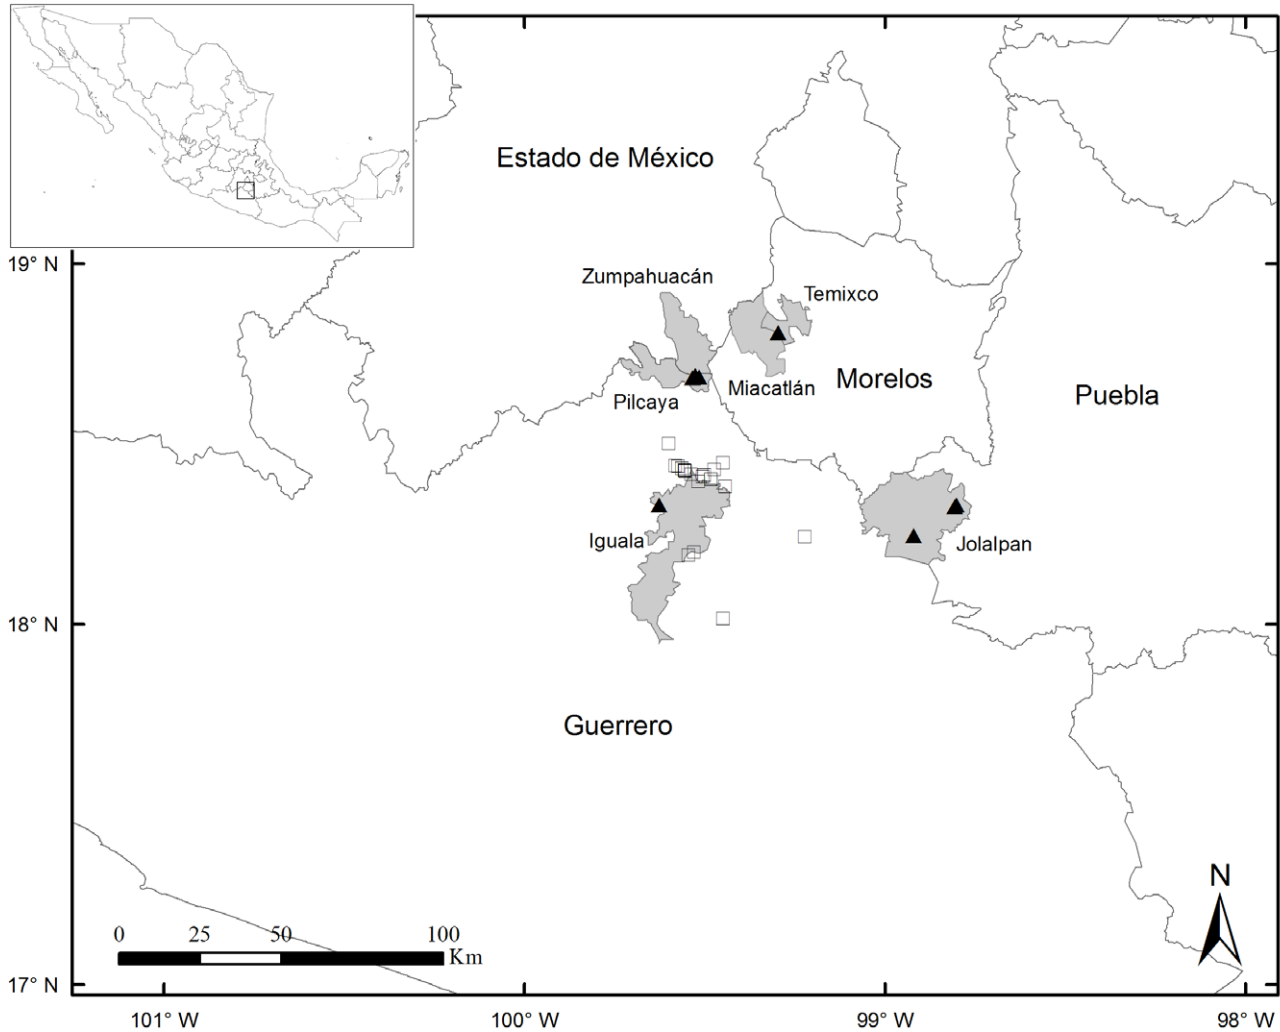 Estado de México
19° N
Zumpahuacán
Temixco
Pilcaya
Miacatlán
Morelos
Puebla
Iguala
Jolalpan
18° N
Guerrero
N
0 25 50 100
Km
17° N
101° W 100° W 99° W 98° W